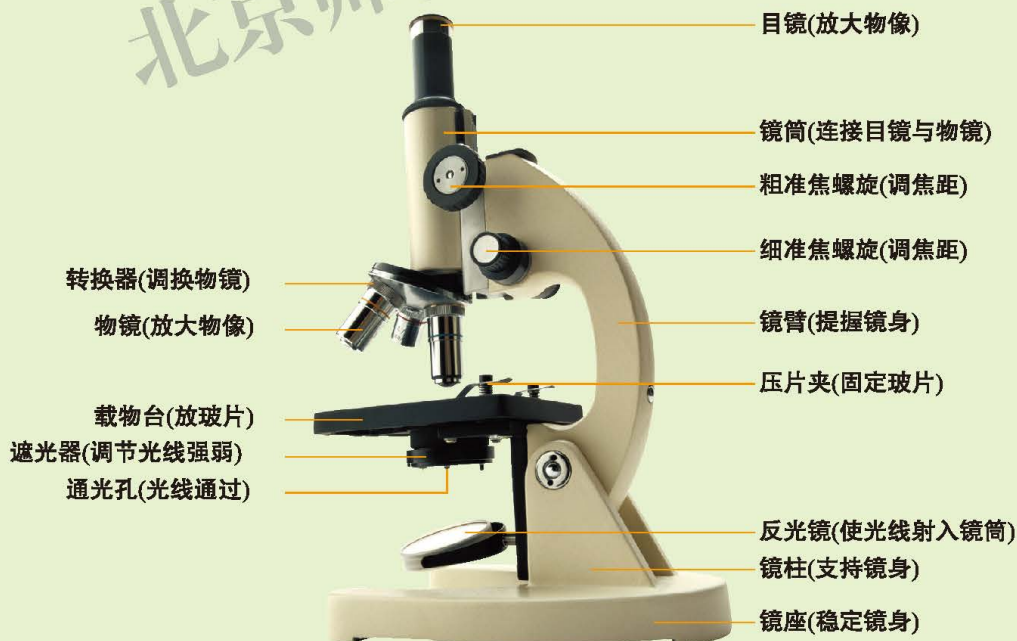 北京师
目镜(放大物像)
镜筒(连接目镜与物镜)
粗准焦螺旋(调焦距)
细准焦螺旋(调焦距)
转换器(调换物镜)
物镜(放大物像)
镜臂(提握镜身)
压片夹(固定玻片)
载物台(放玻片)
遮光器(调节光线强弱)
通光孔(光线通过)
反光镜(使光线射入镜筒)
镜柱(支持镜身)
镜座(稳定镜身)